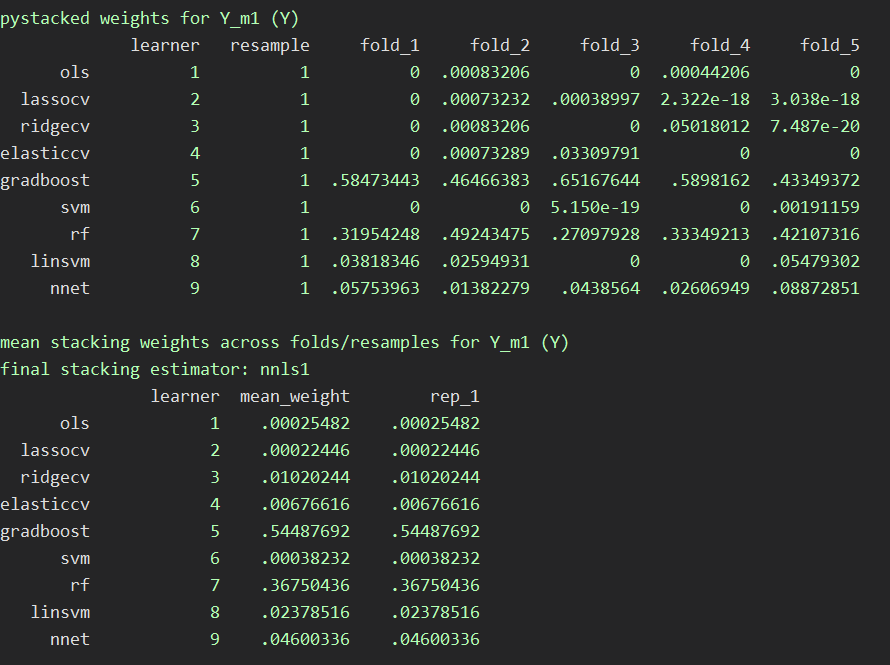 pystacked weights for Y_m1 (Y)
learner resample fold_1 fold_2 fold_3 fold_4 fold_5
ols 1 1 0 .00083206 0 .00044206 0
lassocv 2 1 0 .00073232 .00038997 2.322e-18 3.038e-18
ridgecv 3 1 0 .00083206 0 .05018012 7.487e-20
elasticcv 4 1 0 .00073289 .03309791 0 0
gradboost 5 1 .58473443 .46466383 .65167644 .5898162 .43349372
svm 6 1 0 0 5.150e-19 0 .00191159
rf 7 1 .31954248 .49243475 .27097928 .33349213 .42107316
linsvm 8 1 .03818346 .02594931 0 0 .05479302
nnet 9 1 .05753963 .01382279 .0438564 .02606949 .08872851
mean stacking weights across folds/resamples for Y_m1 (Y)
final stacking estimator: nnls1
learner mean_weight rep_1
ols 1 .00025482 .00025482
lassocv 2 .00022446 .00022446
ridgecv 3 .01020244 .01020244
elasticcv 4 .00676616 .00676616
gradboost 5 .54487692 .54487692
svm 6 .00038232 .00038232
rf 7 .36750436 .36750436
linsvm 8 .02378516 .02378516
nnet 9 .04600336 .04600336